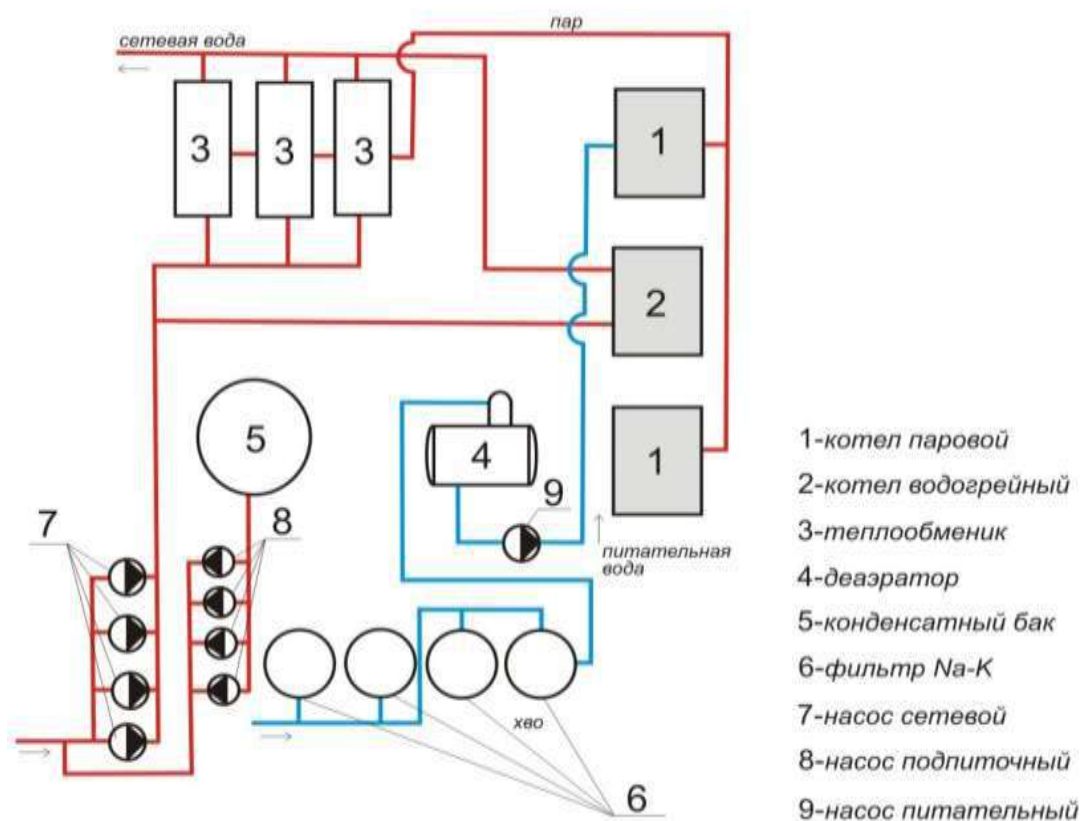 пар
сетевая вода
3
3
3
1
2
1
5
4
9
7
8
питательная
вода
хво
6
1-котел паровой
2-котел водогрейный
3-теплообменик
4-деаэратор
5-конденсатный бак
6-фильтр Na-K
7-насос сетевой
8-насос подпиточный
9-насос питательный